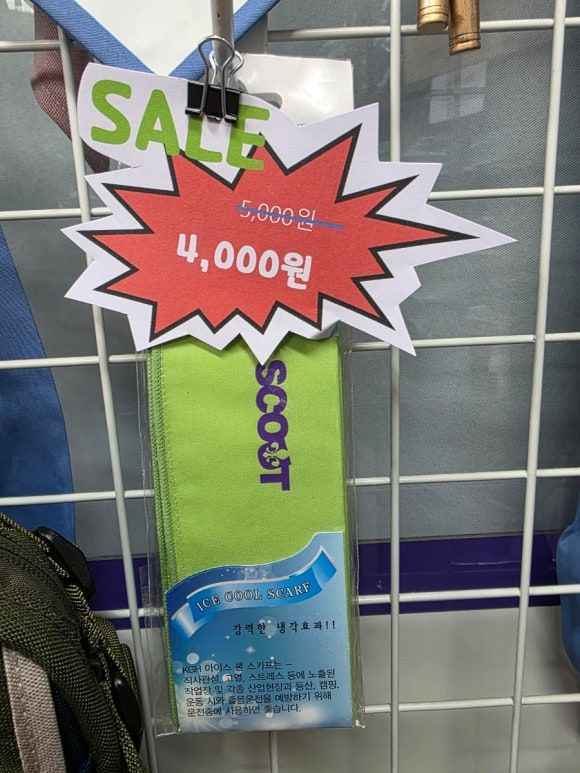 SALE
5,000원
4,000원
SCOUT
ICE COOL SCARF
강력한 냉각효과!!
KGH 아이스 쿨 스카프는 –
직사관성, 고열, 스트레스 등에 노출된
작업장 및 각종 산업현장과 등산, 캠핑,
운동 시와 졸음운전을 예방하기 위해
운전중에 사용하면 좋습니다.